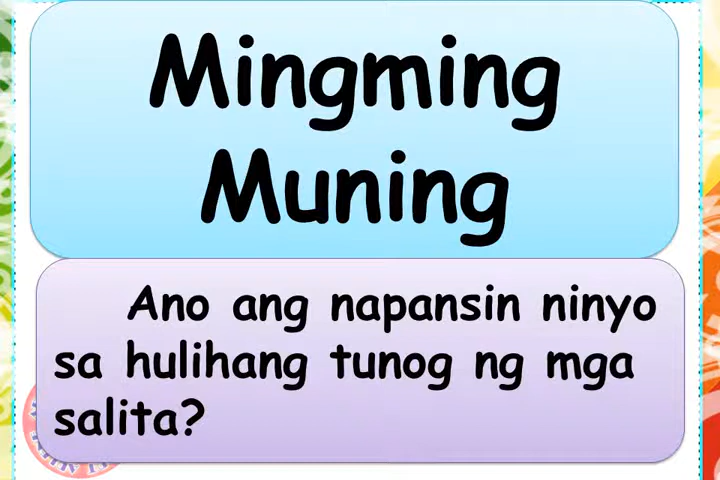 Mingming
Muning
Ano ang napansin ninyo
sa hulihang tunog ng mga
salita?